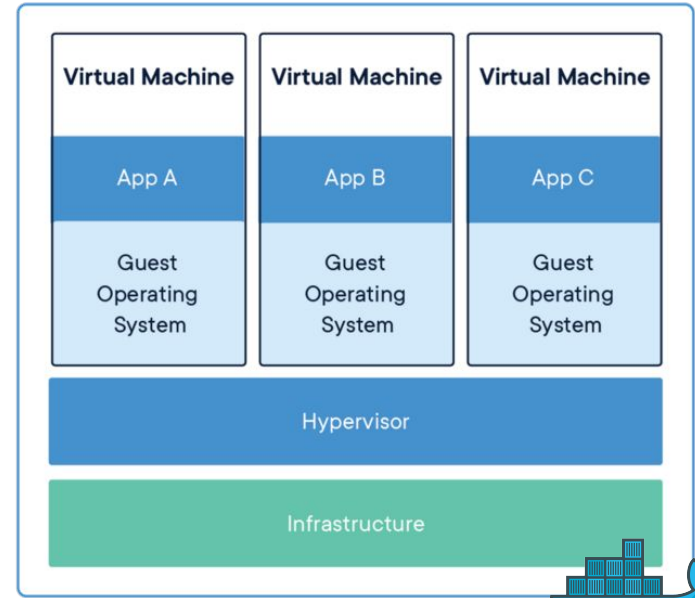 Virtual Machine Virtual Machine Virtual Machine
App A App B App C
Guest Guest Guest
Operating Operating Operating
System System System
Hypervisor
Infrastructure